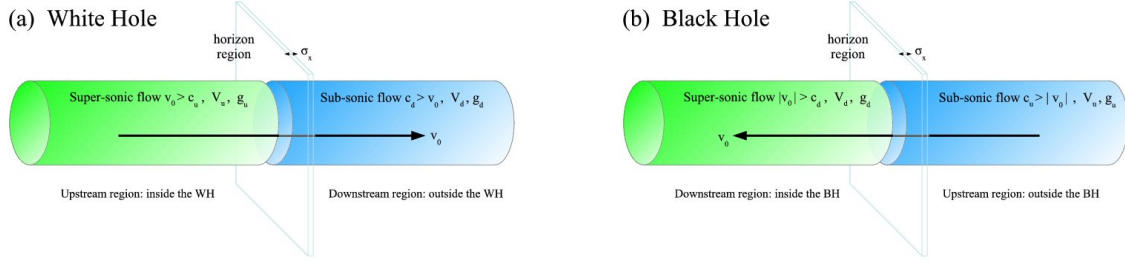 (a) White Hole
horizon
region
σx
Super-sonic flow v0 > cu , Vu, gu
Sub-sonic flow cd > v0, Vd, gd
v0
Upstream region: inside the WH
Downstream region: outside the WH
(b) Black Hole
horizon
region
σx
Super-sonic flow |v0| > cd , Vd, gd
Sub-sonic flow cu > |v0| , Vu, gu
v0
Downstream region: inside the BH
Upstream region: outside the BH